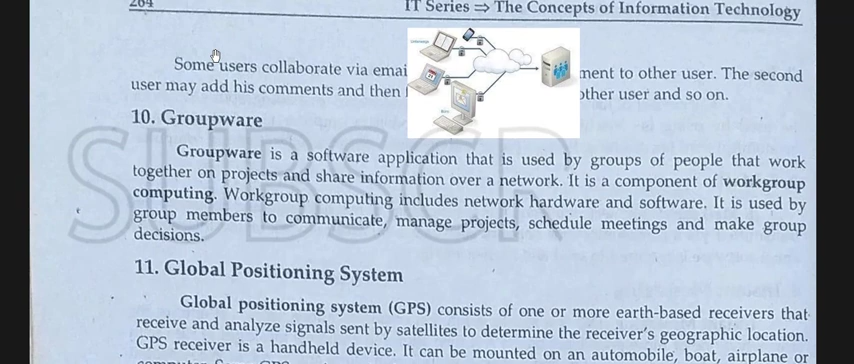 264
IT Series ⇒ The Concepts of Information Technology
Some users collaborate via emai ment to other user. The second
user may add his comments and then other user and so on.
10. Groupware
Groupware is a software application that is used by groups of people that work
together on projects and share information over a network. It is a component of workgroup
computing. Workgroup computing includes network hardware and software. It is used by
group members to communicate, manage projects, schedule meetings and make group
decisions.
11. Global Positioning System
Global positioning system (GPS) consists of one or more earth-based receivers that
receive and analyze signals sent by satellites to determine the receiver's geographic location.
GPS receiver is a handheld device. It can be mounted on an automobile, boat, airplane or
SUBSCR